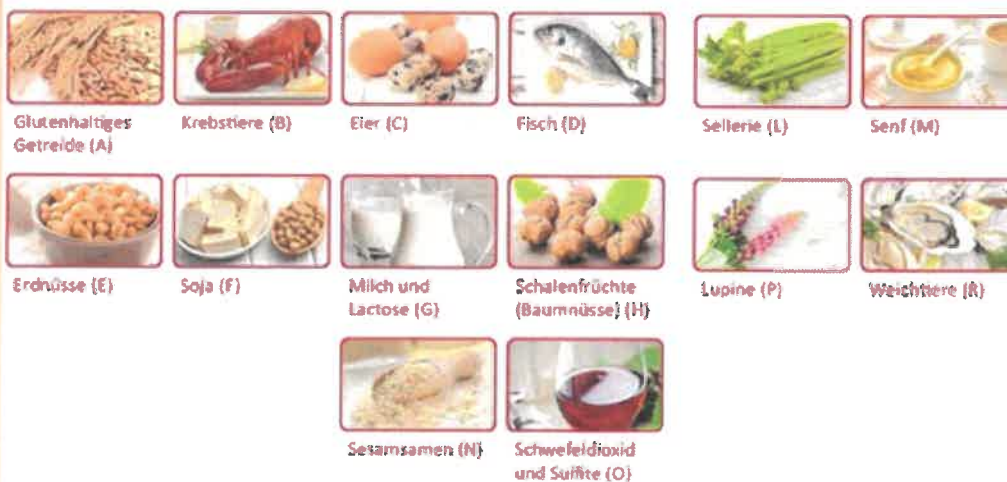 Glutenhaltiges
Getreide (A)
Krebstiere (B)
Eier (C)
Fisch (D)
Sellerie (L)
Senf (M)
Erdnüsse (E)
Soja (F)
Milch und
Lactose (G)
Schalenfrüchte
(Baumnüsse) (H)
Lupine (P)
Weichtiere (R)
Sesamsamen (N)
Schwefeldioxid
und Sulfite (O)